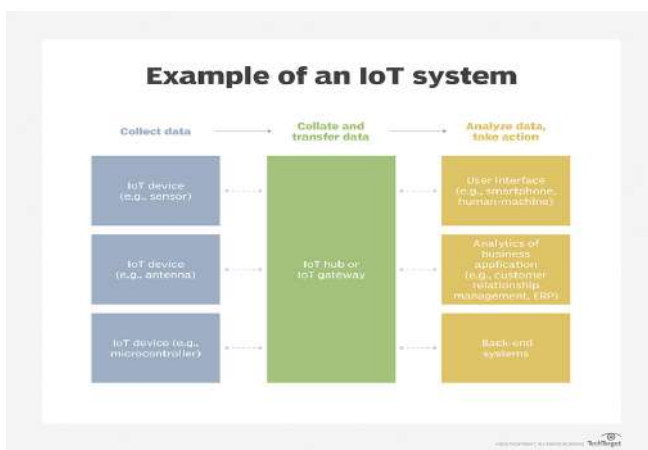 Example of an IoT system
Collect data
Collate and
transfer data
Analyze data,
take action
IoT device
(e.g., sensor)
IoT device
(e.g., antenna)
IoT device (e.g.,
microcontroller)
IoT hub or
IoT gateway
User interface
(e.g., smartphone,
human-machine)
Analytics of
business
application
(e.g., customer
relationship
management, ERP)
Back-end
systems
TechTarget